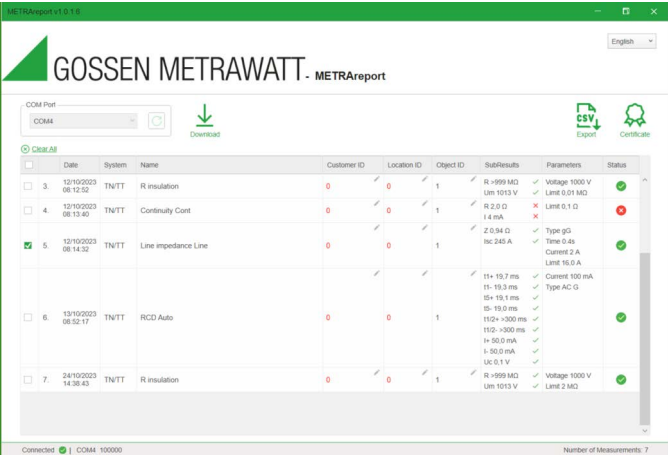 METRAreport v1.0.1.6
English
GOSSEN METRAWATT - METRAreport
COM Port
COM4
Download
CSV
Export
Certificate
Clear All
Date System Name Customer ID Location ID Object ID SubResults Parameters Status
3. 12/10/2023 08:12:52 TN/TT R insulation 0 0 1
R >999 MΩ Voltage 1000 V
Um 1013 V Limit 0,01 MΩ
4. 12/10/2023 08:13:40 TN/TT Continuity Cont 0 0 1
R 2,0 Ω Limit 0,1 Ω
I 4 mA
5. 12/10/2023 08:14:32 TN/TT Line impedance Line 0 0 1
Z 0,94 Ω Type gG
Isc 245 A Time 0.4s
Current 2 A
Limit 16,0 A
6. 13/10/2023 08:52:17 TN/TT RCD Auto 0 0 1
t1+ 19,7 ms Current 100 mA
t1- 19,3 ms Type AC G
t5+ 19,1 ms
t5- 19,0 ms
t1/2+ >300 ms
t1/2- >300 ms
I+ 50,0 mA
I- 50,0 mA
Uc 0,1 V
7. 24/10/2023 14:38:43 TN/TT R insulation 0 0 1
R >999 MΩ Voltage 1000 V
Um 1013 V Limit 2 MΩ
Connected | COM4 100000 Number of Measurements: 7